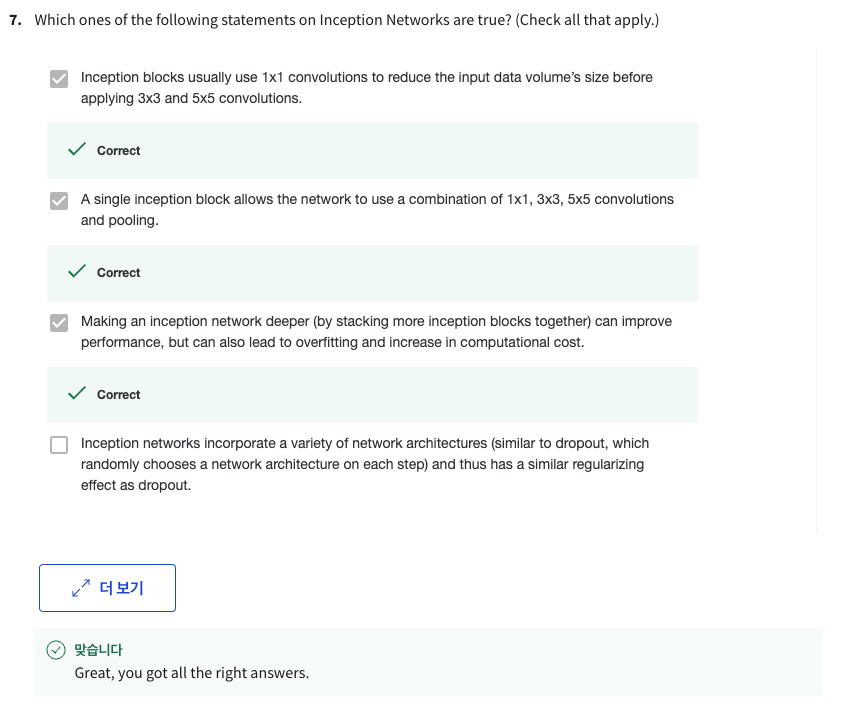 7. Which ones of the following statements on Inception Networks are true? (Check all that apply.)
Inception blocks usually use 1x1 convolutions to reduce the input data volume's size before
applying 3x3 and 5x5 convolutions.
Correct
A single inception block allows the network to use a combination of 1x1, 3x3, 5x5 convolutions
and pooling.
Correct
Making an inception network deeper (by stacking more inception blocks together) can improve
performance, but can also lead to overfitting and increase in computational cost.
Correct
Inception networks incorporate a variety of network architectures (similar to dropout, which
randomly chooses a network architecture on each step) and thus has a similar regularizing
effect as dropout.
더 보기
맞습니다
Great, you got all the right answers.